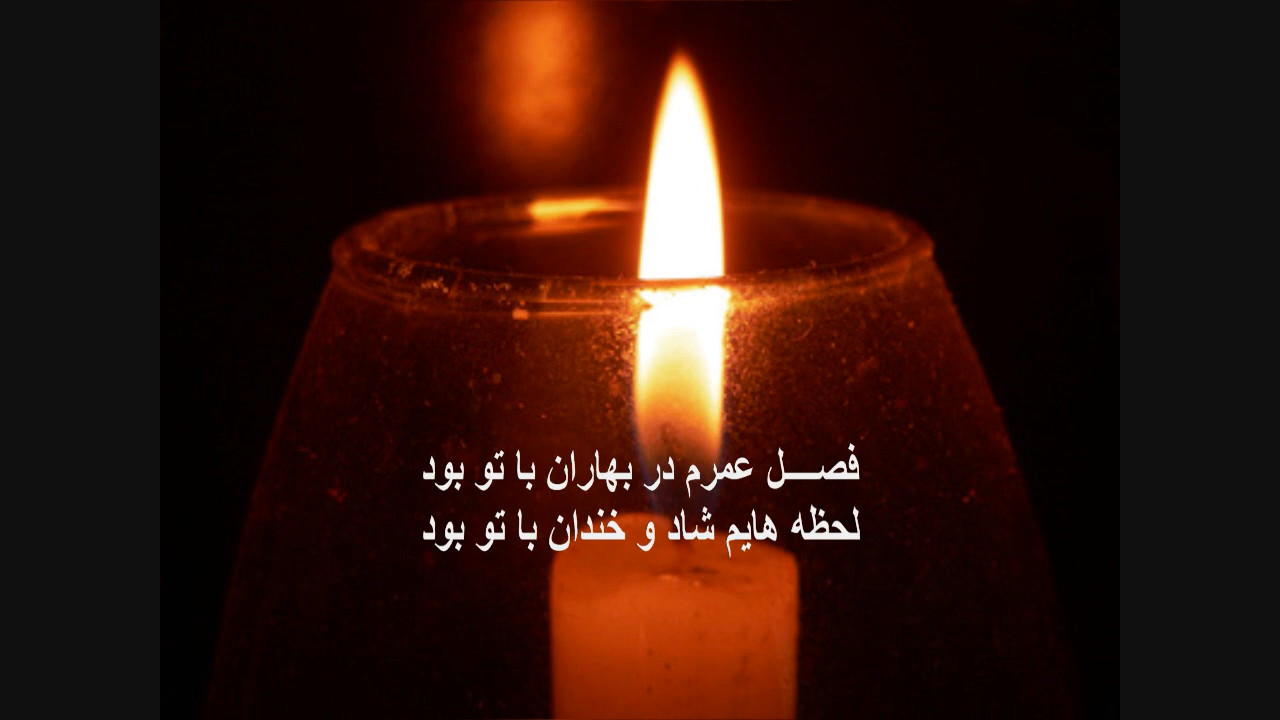 فصـــل عمرم در بهاران با تو بود
لحظه هایم شاد و خندان با تو بود